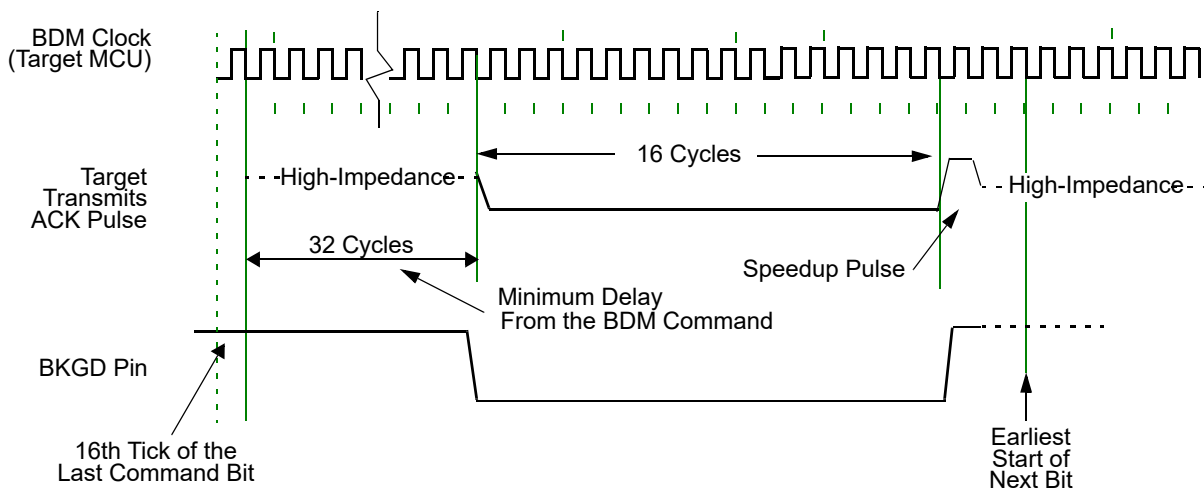 BDM Clock
(Target MCU)
16 Cycles
Target
Transmits
ACK Pulse
High-Impedance
High-Impedance
32 Cycles
Speedup Pulse
Minimum Delay
From the BDM Command
BKGD Pin
16th Tick of the
Last Command Bit
Earliest
Start of
Next Bit